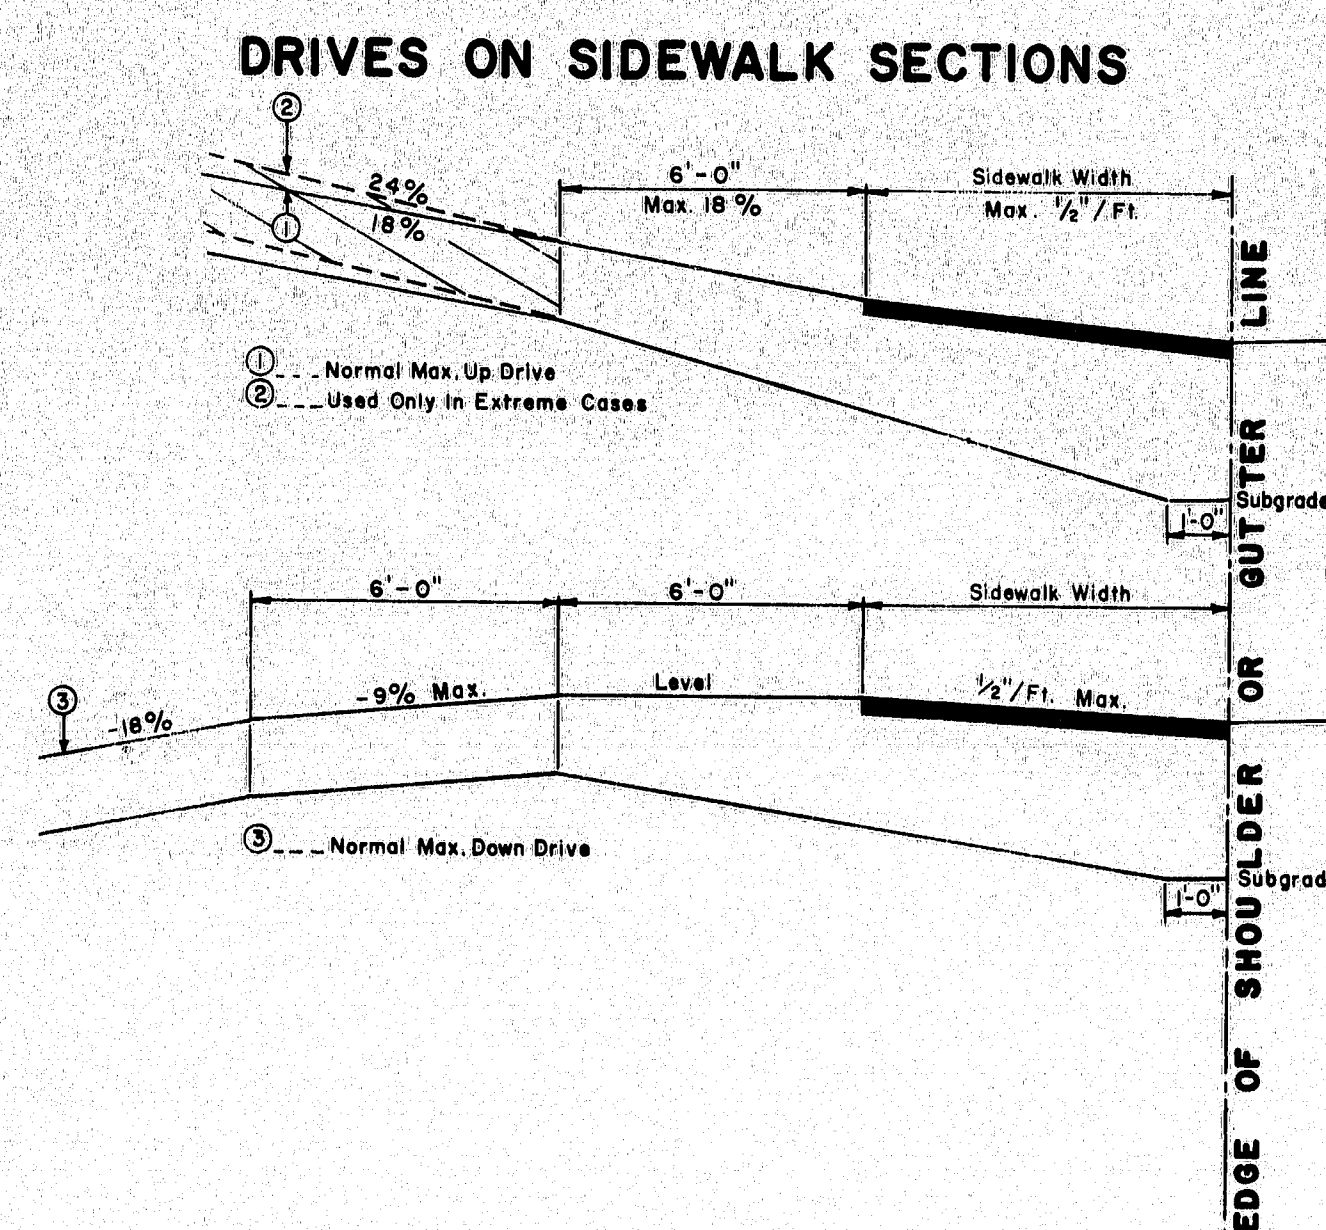 DRIVES ON SIDEWALK SECTIONS
2
24%
18%
1
6'-0"
Max. 18%
Sidewalk Width
Max. 1/2"/Ft.
1 _ _ _ Normal Max. Up Drive
2 _ _ _ Used Only In Extreme Cases
Subgrade
1'-0"
6'-0"
6'-0"
Sidewalk Width
3
-18%
-9% Max.
Level
1/2"/Ft. Max.
3 _ _ _ Normal Max. Down Drive
Subgrad
1'-0"
EDGE OF SHOULDER OR GUTTER LINE